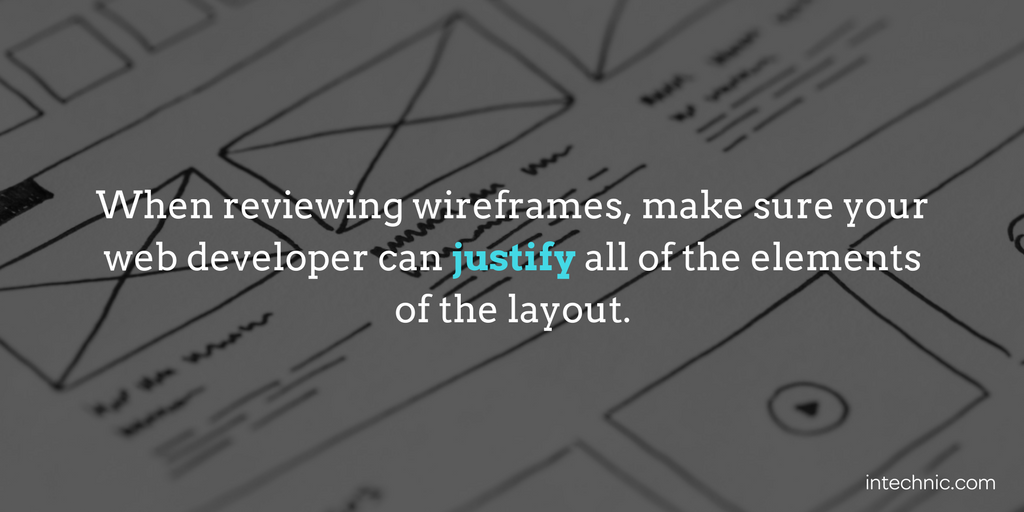 When reviewing wireframes, make sure your
web developer can justify all of the elements
of the layout.
intechnic.com